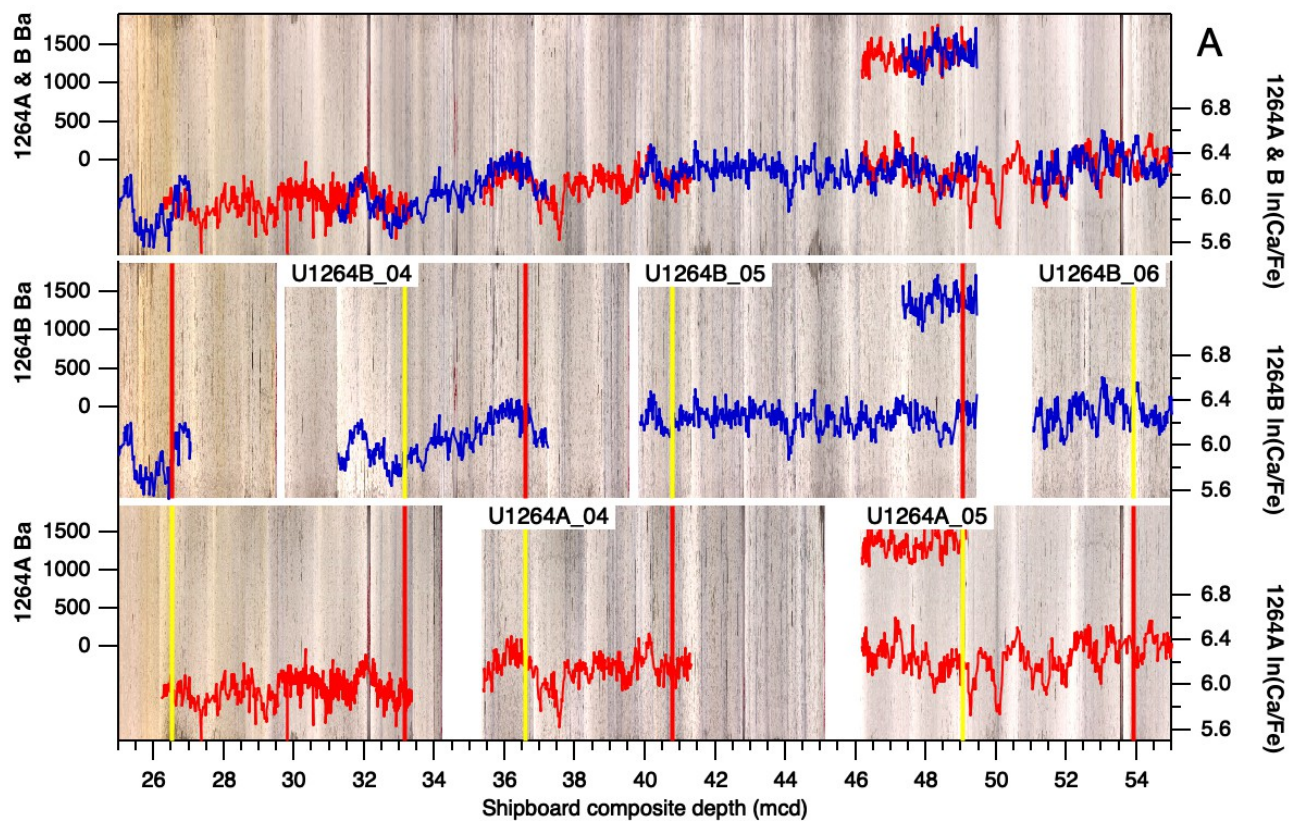 A
1264A & B Ba
1500
1000
500
0
6.8
6.4
6.0
5.6
1264A & B ln(Ca/Fe)
U1264B_04
U1264B_05
U1264B_06
1264B Ba
1500
1000
500
0
6.8
6.4
6.0
5.6
1264B ln(Ca/Fe)
U1264A_04
U1264A_05
1264A Ba
1500
1000
500
0
6.8
6.4
6.0
5.6
1264A ln(Ca/Fe)
26 28 30 32 34 36 38 40 42 44 46 48 50 52 54
Shipboard composite depth (mcd)